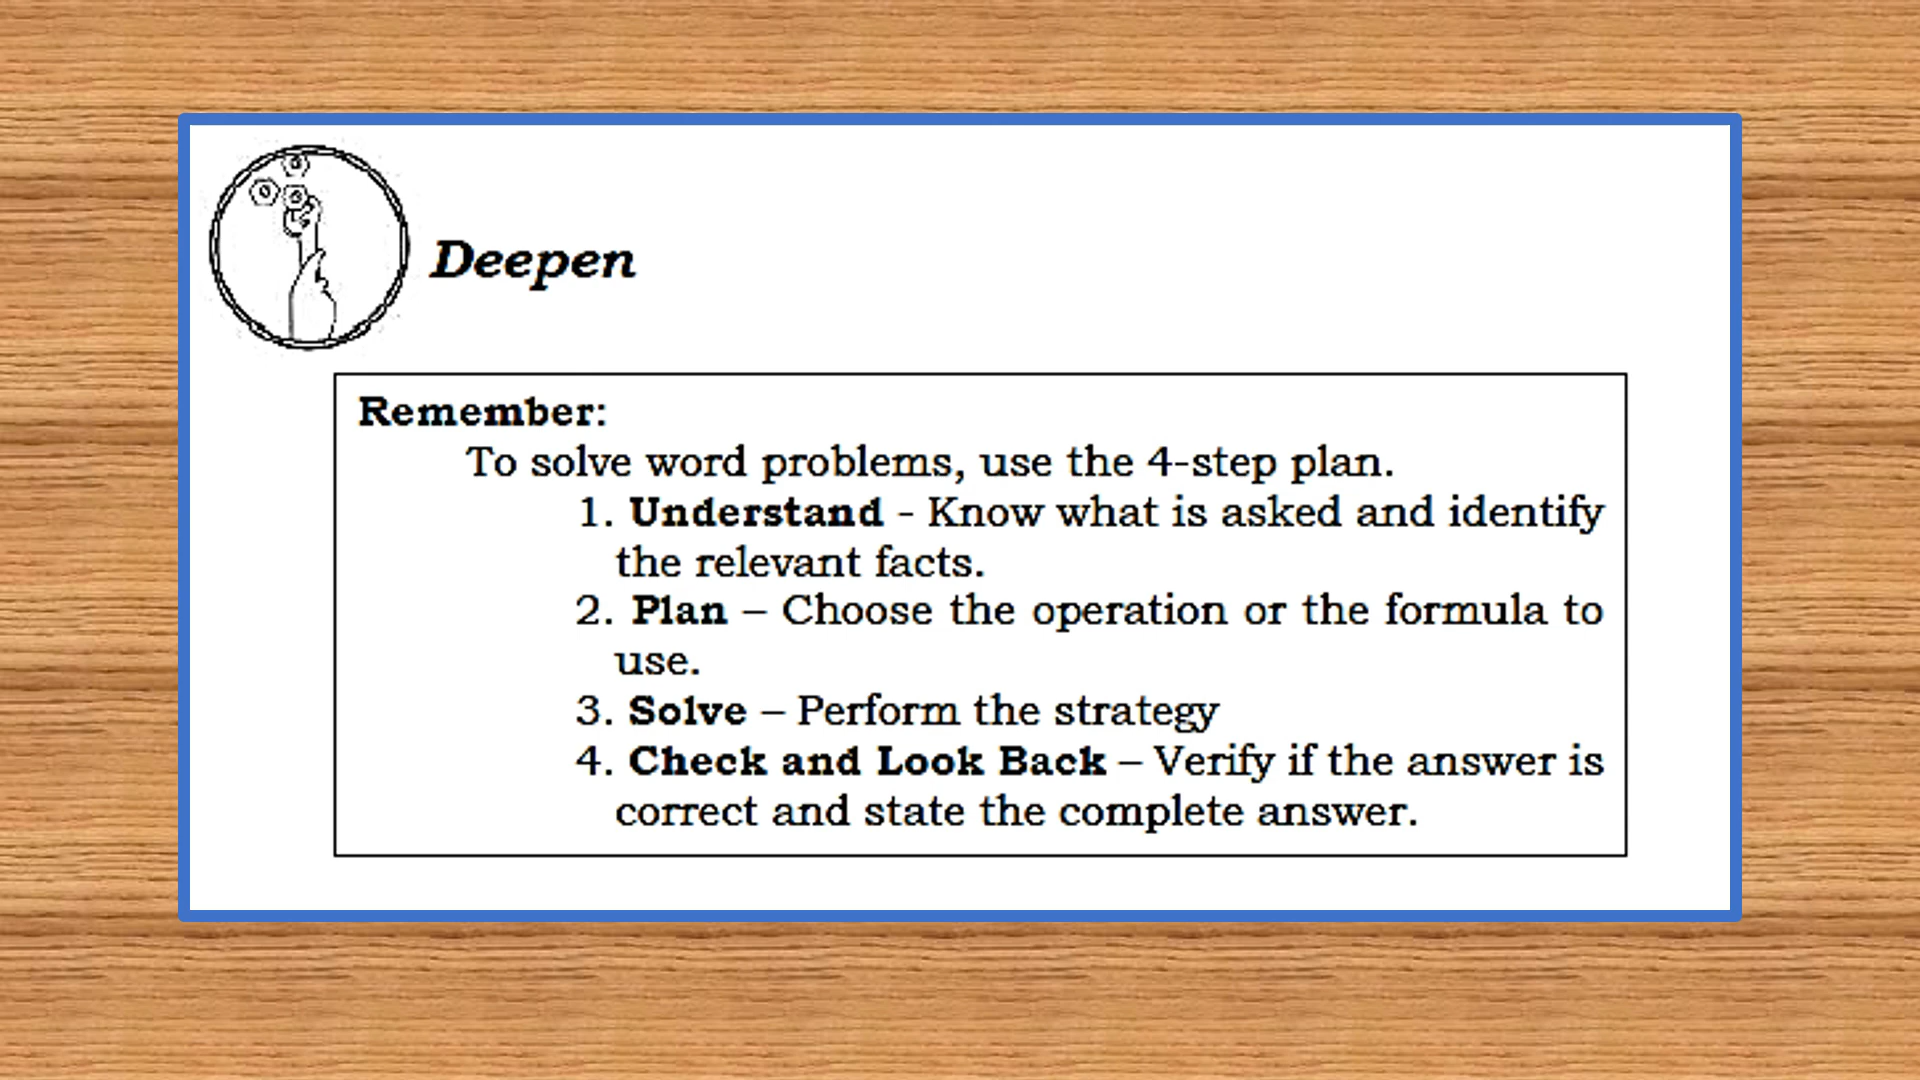 Deepen
Remember:
To solve word problems, use the 4-step plan.
1. Understand - Know what is asked and identify
the relevant facts.
2. Plan – Choose the operation or the formula to
use.
3. Solve – Perform the strategy
4. Check and Look Back – Verify if the answer is
correct and state the complete answer.